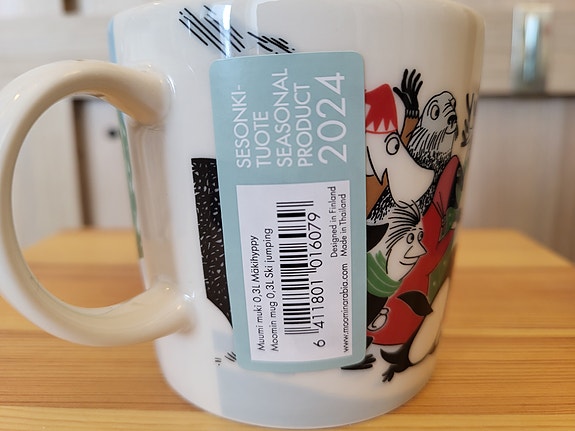 SESONKI-
TUOTE
SEASONAL
PRODUCT
2024
Muumi muki 0,3L Mäkihyppy
Moomin mug 0,3L Ski jumping
6 411801 016079
Designed in Finland
www.moominarabia.com Made in Thailand